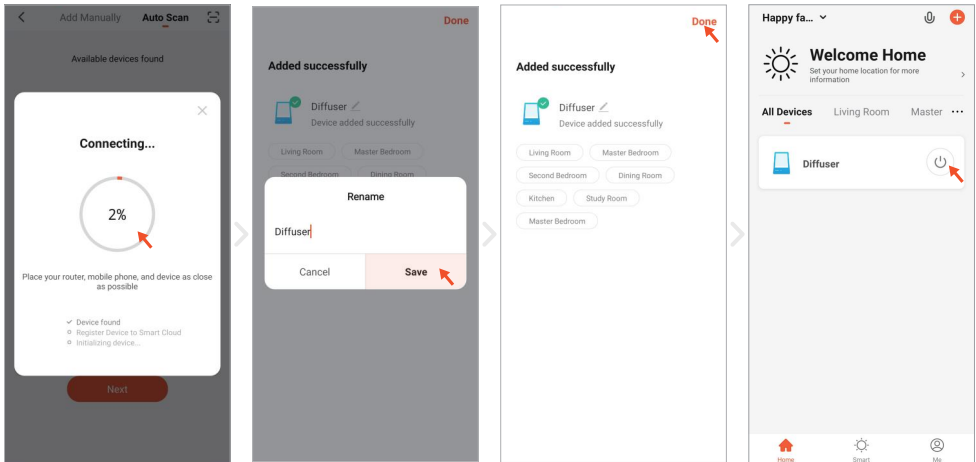 Add Manually Auto Scan
Available devices found
Connecting...
2%
Place your router, mobile phone, and device as close
as possible
Device found
Register Device to Smart Cloud
Initializing device...
Next
Done
Added successfully
Diffuser
Device added successfully
Living Room Master Bedroom
Second Bedroom Dining Room
Rename
Diffuser
Cancel Save
Done
Added successfully
Diffuser
Device added successfully
Living Room Master Bedroom
Second Bedroom Dining Room
Kitchen Study Room
Master Bedroom
Happy fa...
Welcome Home
Set your home location for more
information
All Devices Living Room Master ...
Diffuser
Home Smart Me